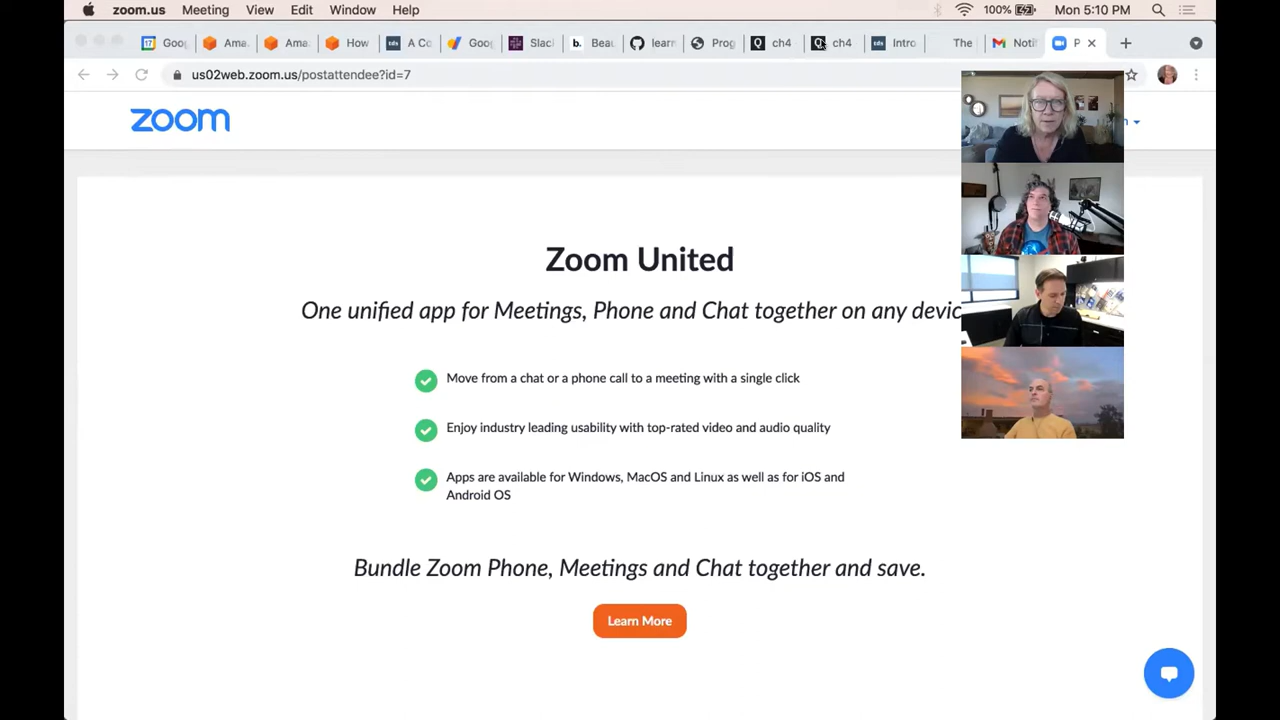 zoom.us Meeting View Edit Window Help 100% Mon 5:10 PM
17 Goog Ama Ama How A Co Goog Slac b. Beau learn Prog ch4 ch4 Intro The Notif P
us02web.zoom.us/postattendee?id=7
zoom
Zoom United
One unified app for Meetings, Phone and Chat together on any devic
Move from a chat or a phone call to a meeting with a single click
Enjoy industry leading usability with top-rated video and audio quality
Apps are available for Windows, MacOS and Linux as well as for iOS and
Android OS
Bundle Zoom Phone, Meetings and Chat together and save.
Learn More